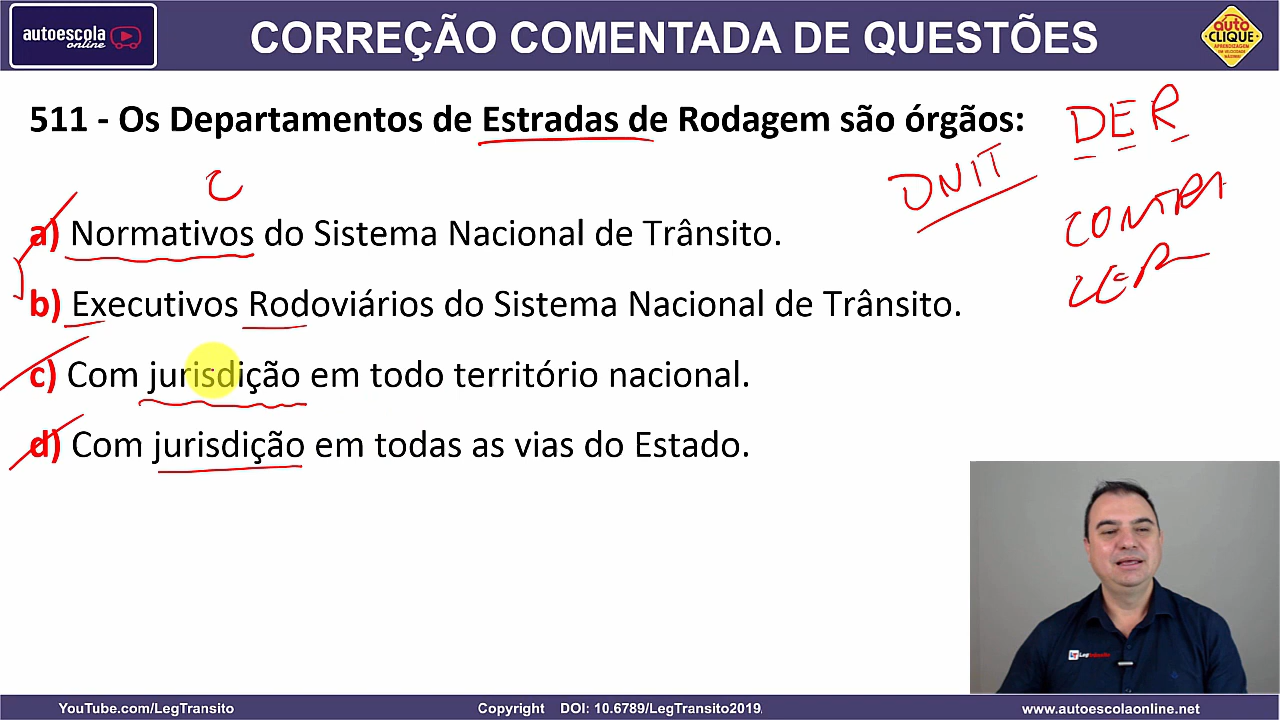 autoescola
online
CORREÇÃO COMENTADA DE QUESTÕES
auto
CLIQUE
APRENDIZAGEM
511 - Os Departamentos de Estradas de Rodagem são órgãos:
DER
DNIT
C
CONTRA
a) Normativos do Sistema Nacional de Trânsito.
b) Executivos Rodoviários do Sistema Nacional de Trânsito.
c) Com jurisdição em todo território nacional.
d) Com jurisdição em todas as vias do Estado.
YouTube.com/LegTransito
Copyright DOI: 10.6789/LegTransito2019.
www.autoescolaonline.net